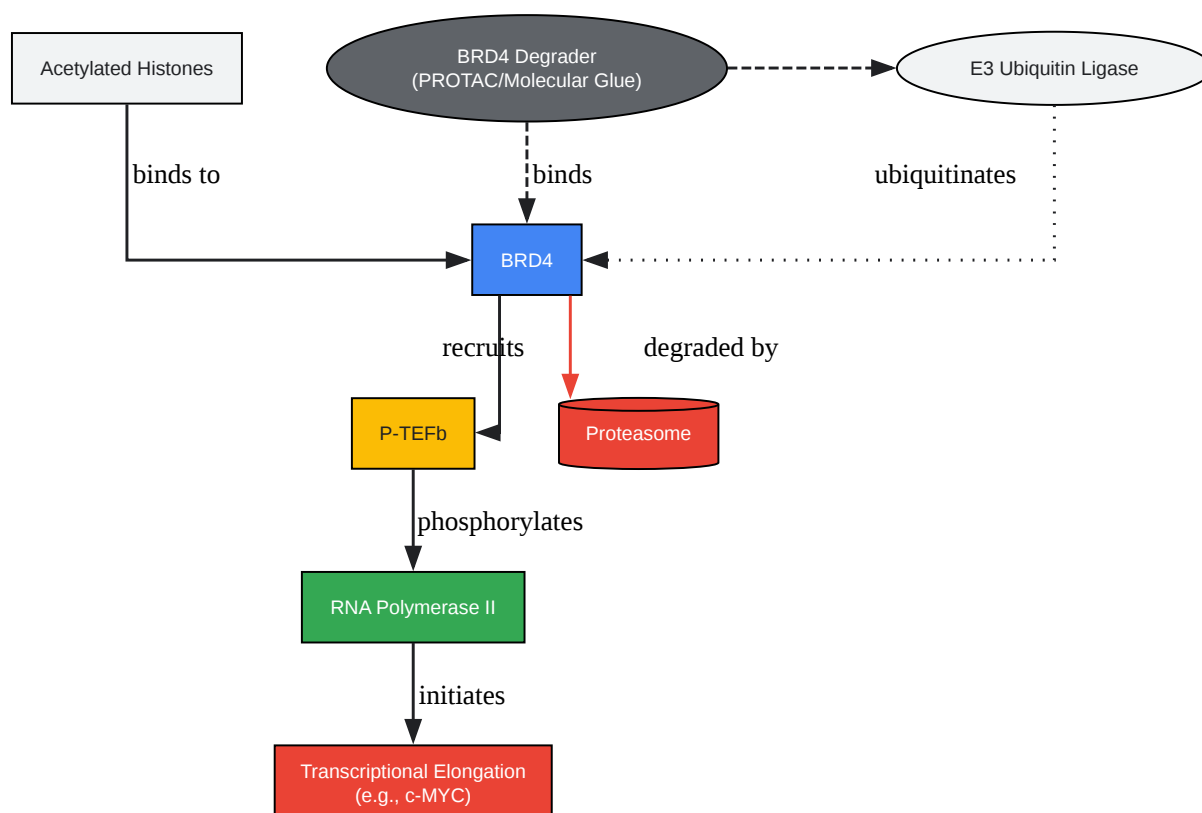 Acetylated Histones
BRD4 Degrader
(PROTAC/Molecular Glue)
E3 Ubiquitin Ligase
binds to
binds
ubiquitinates
BRD4
recruits
degraded by
P-TEFb
Proteasome
phosphorylates
RNA Polymerase II
initiates
Transcriptional Elongation
(e.g., c-MYC)